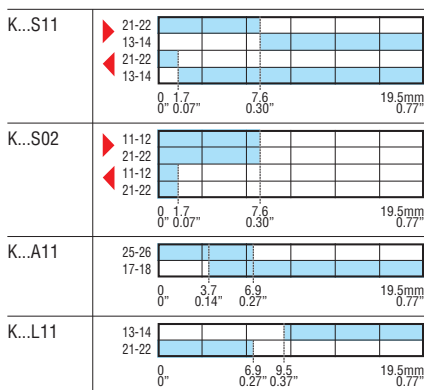 K...S11
21-22
13-14
21-22
13-14
0 1.7 7.6 19.5mm
0" 0.07" 0.30" 0.77"
K...S02
11-12
21-22
11-12
21-22
0 1.7 7.6 19.5mm
0" 0.07" 0.30" 0.77"
K...A11
25-26
17-18
0 3.7 6.9 19.5mm
0" 0.14" 0.27" 0.77"
K...L11
13-14
21-22
0 6.9 9.5 19.5mm
0" 0.27" 0.37" 0.77"